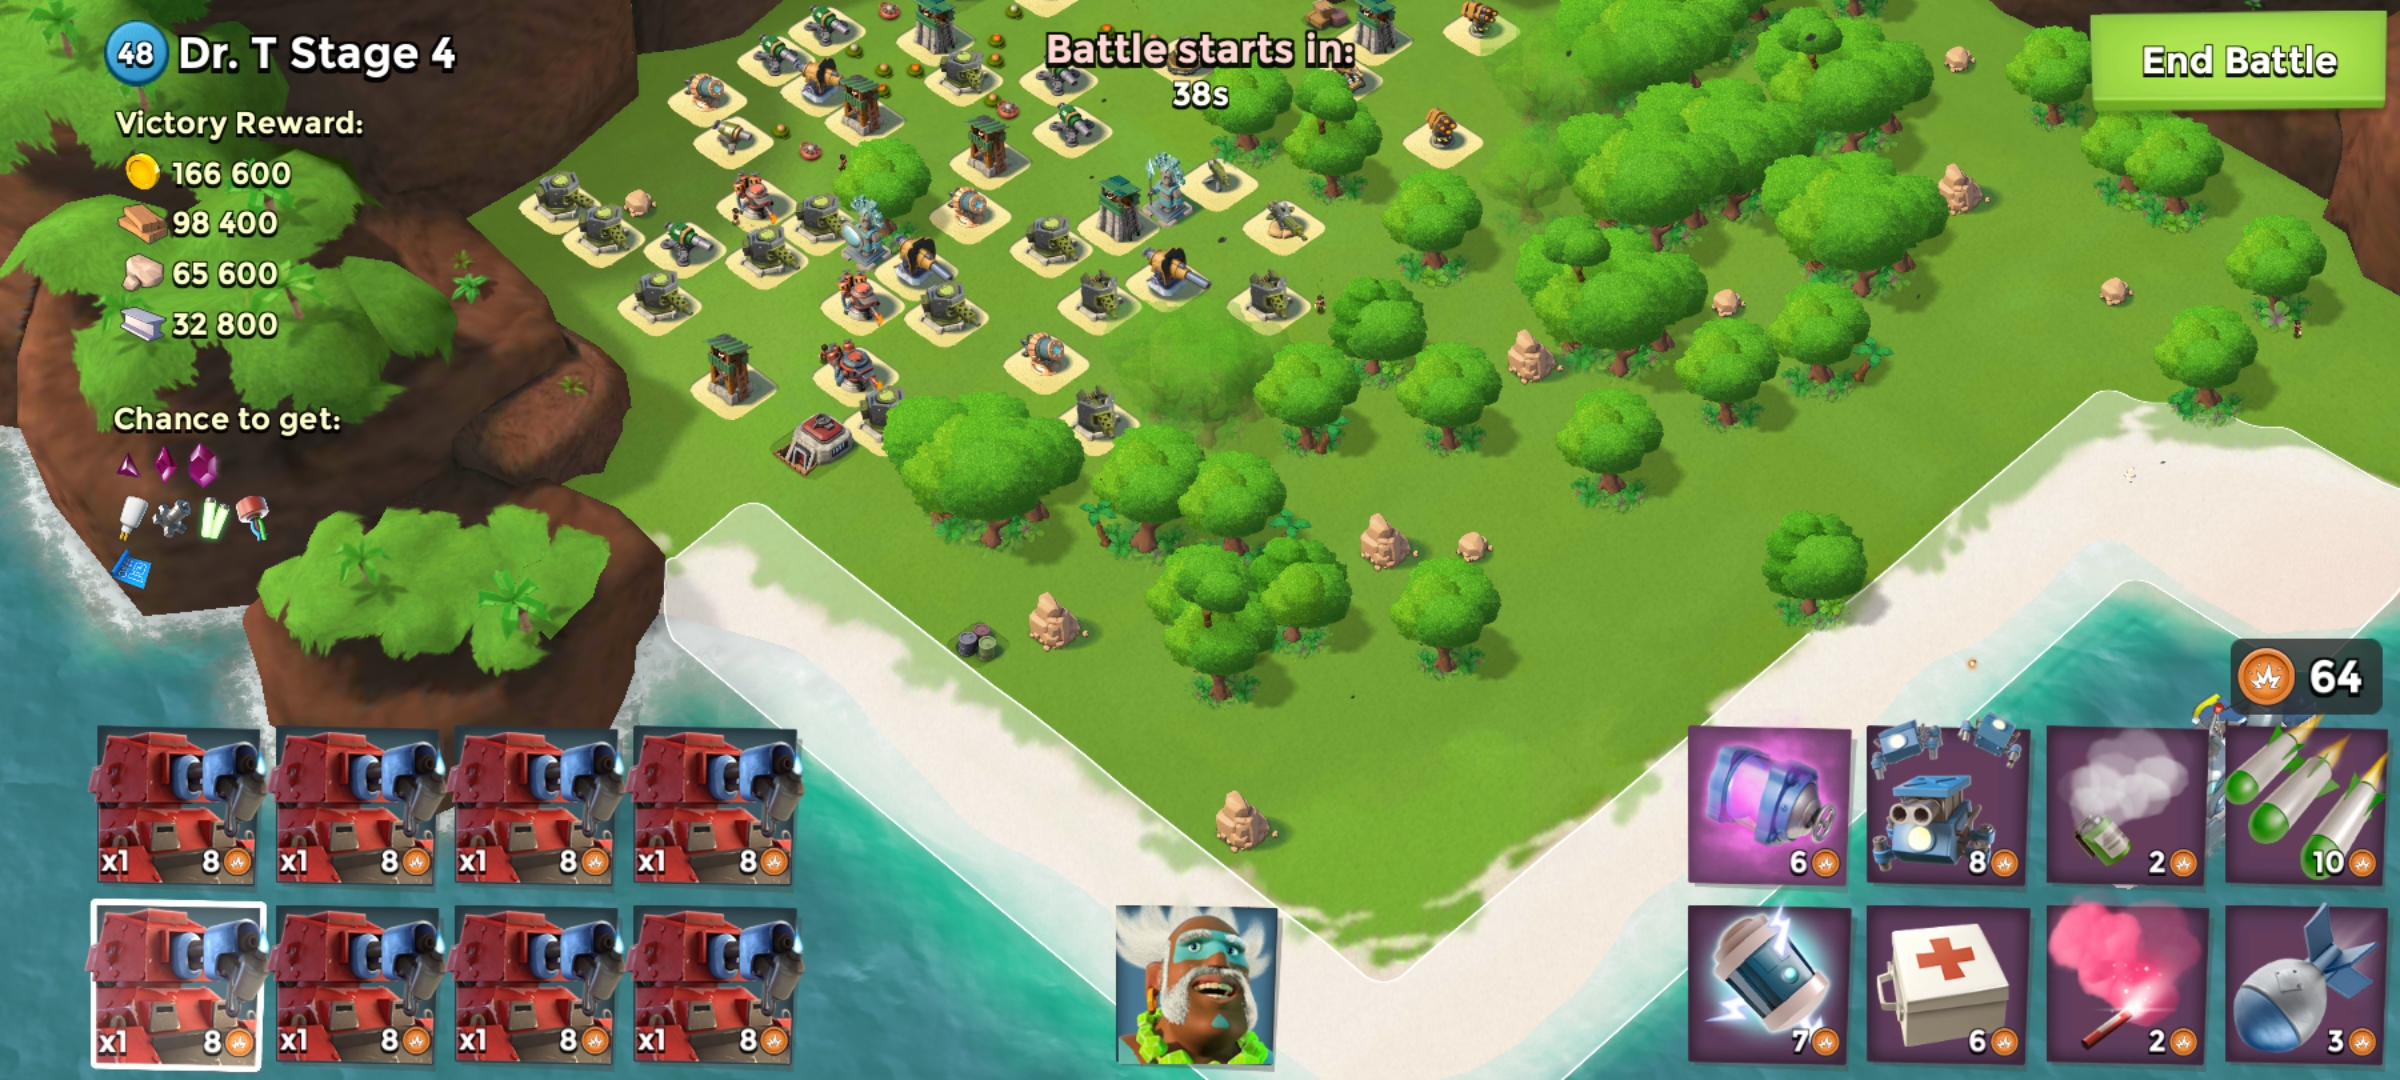 48 Dr. T Stage 4
Battle starts in:
38s
End Battle
Victory Reward:
166 600
98 400
65 600
32 800
Chance to get:
64
x1 8
x1 8
x1 8
x1 8
6
8
2
10
x1 8
x1 8
x1 8
x1 8
7
6
2
3